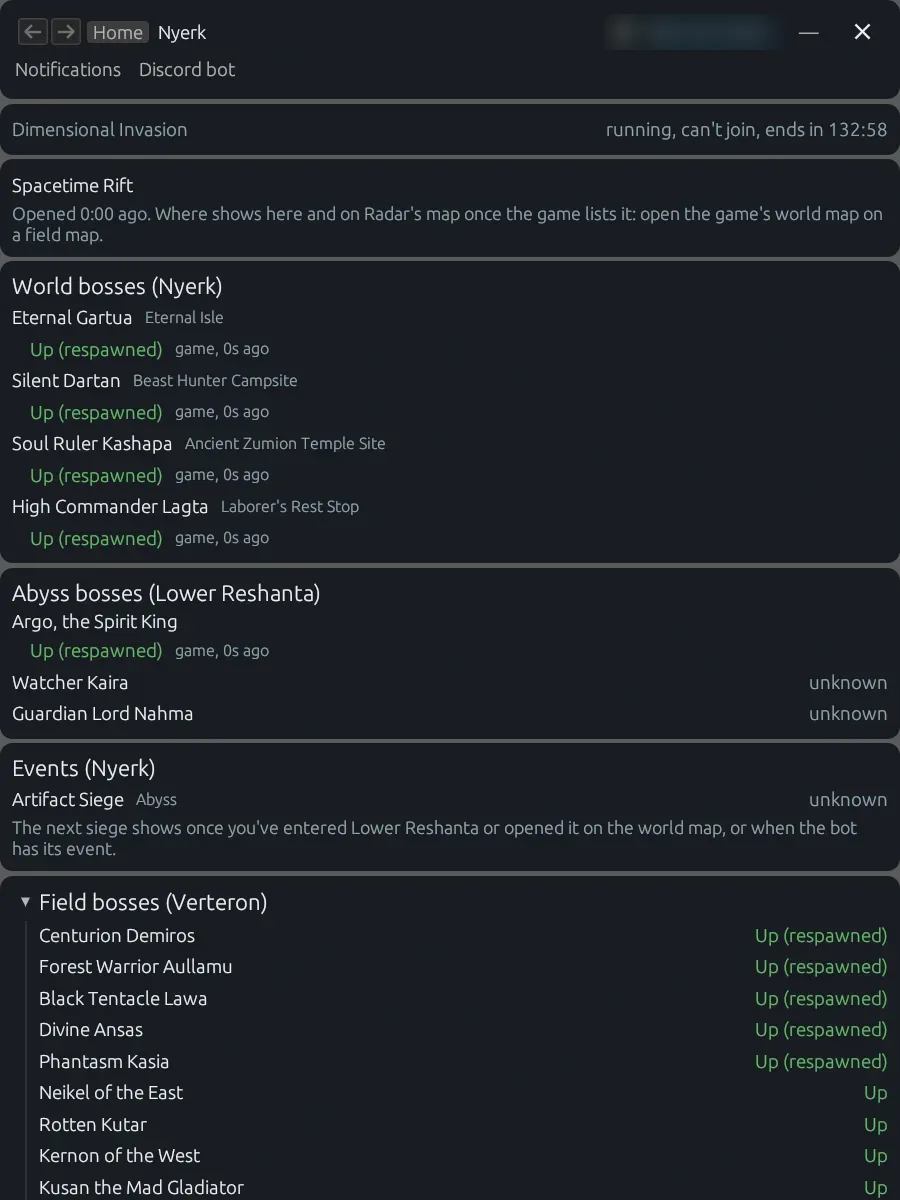 Home Nyerk
Notifications Discord bot
Dimensional Invasion running, can't join, ends in 132:58
Spacetime Rift
Opened 0:00 ago. Where shows here and on Radar's map once the game lists it: open the game's world map on
a field map.
World bosses (Nyerk)
Eternal Gartua Eternal Isle
Up (respawned) game, 0s ago
Silent Dartan Beast Hunter Campsite
Up (respawned) game, 0s ago
Soul Ruler Kashapa Ancient Zumion Temple Site
Up (respawned) game, 0s ago
High Commander Lagta Laborer's Rest Stop
Up (respawned) game, 0s ago
Abyss bosses (Lower Reshanta)
Argo, the Spirit King
Up (respawned) game, 0s ago
Watcher Kaira unknown
Guardian Lord Nahma unknown
Events (Nyerk)
Artifact Siege Abyss unknown
The next siege shows once you've entered Lower Reshanta or opened it on the world map, or when the bot
has its event.
Field bosses (Verteron)
Centurion Demiros Up (respawned)
Forest Warrior Aullamu Up (respawned)
Black Tentacle Lawa Up (respawned)
Divine Ansas Up (respawned)
Phantasm Kasia Up (respawned)
Neikel of the East Up
Rotten Kutar Up
Kernon of the West Up
Kusan the Mad Gladiator Up